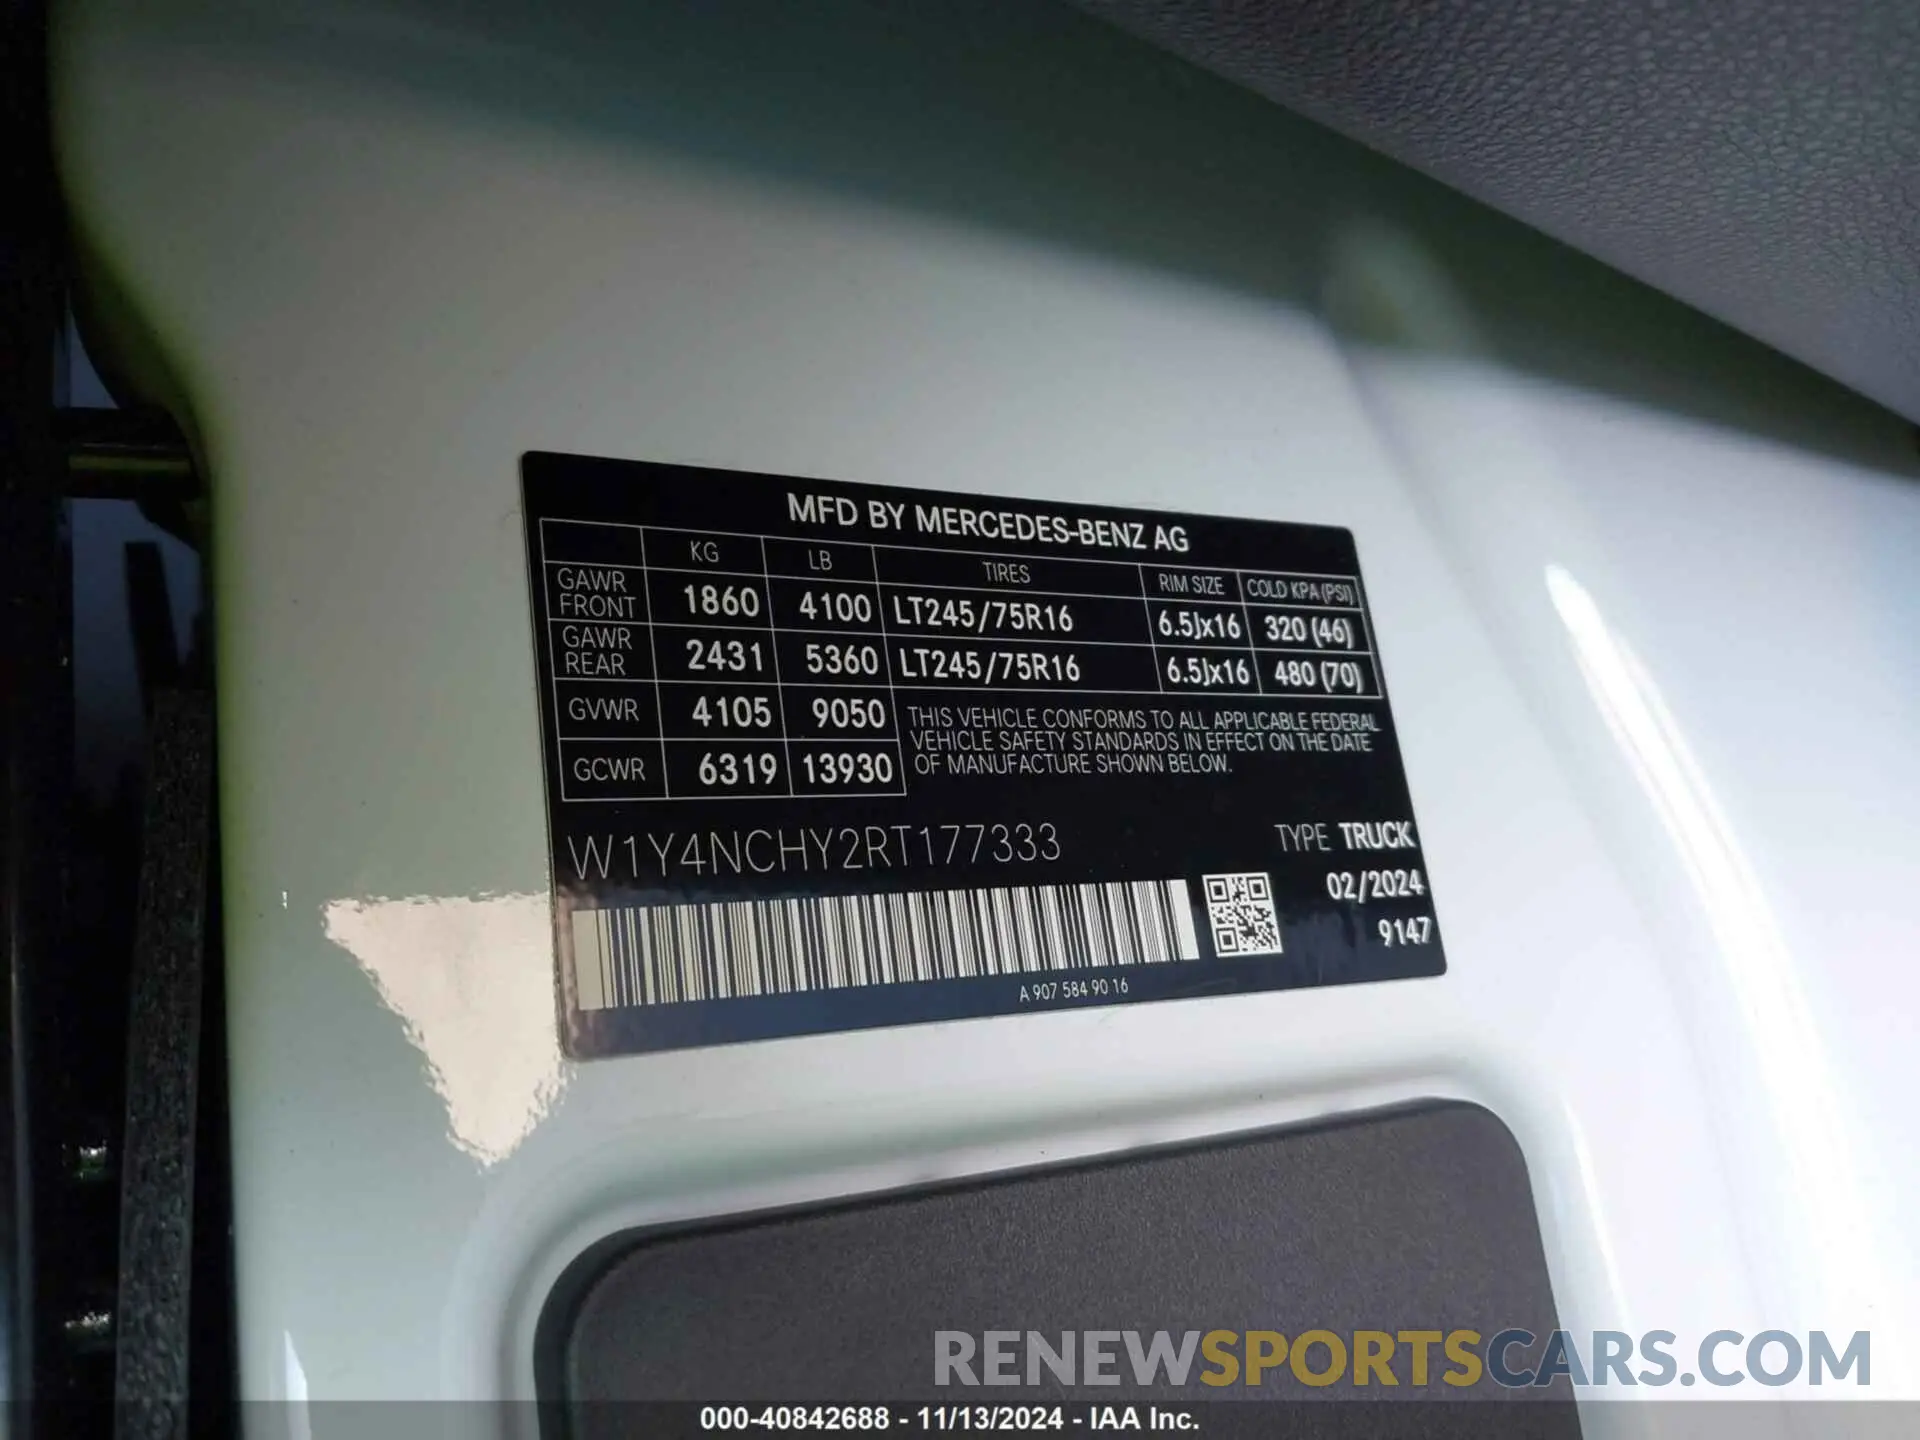 MFD BY MERCEDES-BENZ AG
KG LB TIRES RIM SIZE COLD KPA (PSI)
GAWR FRONT 1860 4100 LT245/75R16 6.5Jx16 320 (46)
GAWR REAR 2431 5360 LT245/75R16 6.5Jx16 480 (70)
GVWR 4105 9050
GCWR 6319 13930
THIS VEHICLE CONFORMS TO ALL APPLICABLE FEDERAL
VEHICLE SAFETY STANDARDS IN EFFECT ON THE DATE
OF MANUFACTURE SHOWN BELOW.
W1Y4NCHY2RT177333
TYPE TRUCK
02/2024
9147
A 907 584 90 16
RENEWSPORTSCARS.COM
000-40842688 - 11/13/2024 - IAA Inc.